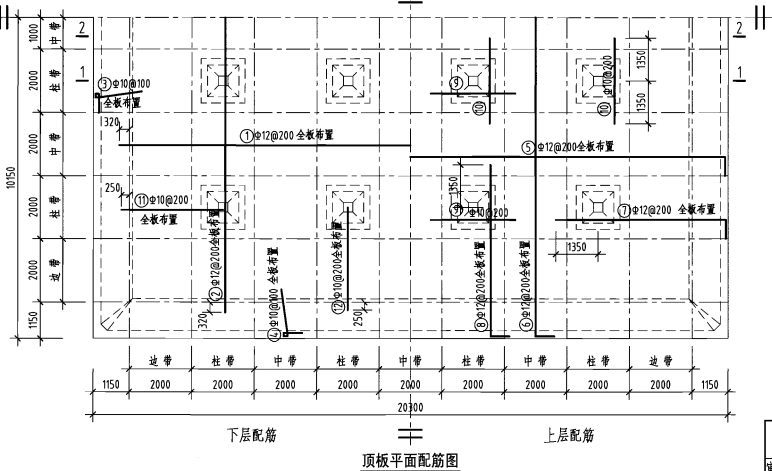 2
2
1
1
1000
中带
2000
柱带
2000
中带
2000
柱带
2000
边带
1150
10150
③Φ10@100
全板布置
320
①Φ12@200 全板布置
250
⑪Φ10@200
全板布置
②Φ12@200全板布置
320
④Φ10@100 全板布置
⑫Φ10@200全板布置
250
⑨
⑩
⑩Φ10@200
1350
1350
⑤Φ12@200全板布置
1350
Φ10@200
⑦Φ12@200 全板布置
1350
⑧Φ12@200全板布置
⑥Φ12@200全板布置
边带 柱带 中带 柱带 中带 柱带 中带 柱带 边带
1150 2000 2000 2000 2000 2000 2000 2000 2000 2000 1150
20300
下层配筋
上层配筋
顶板平面配筋图